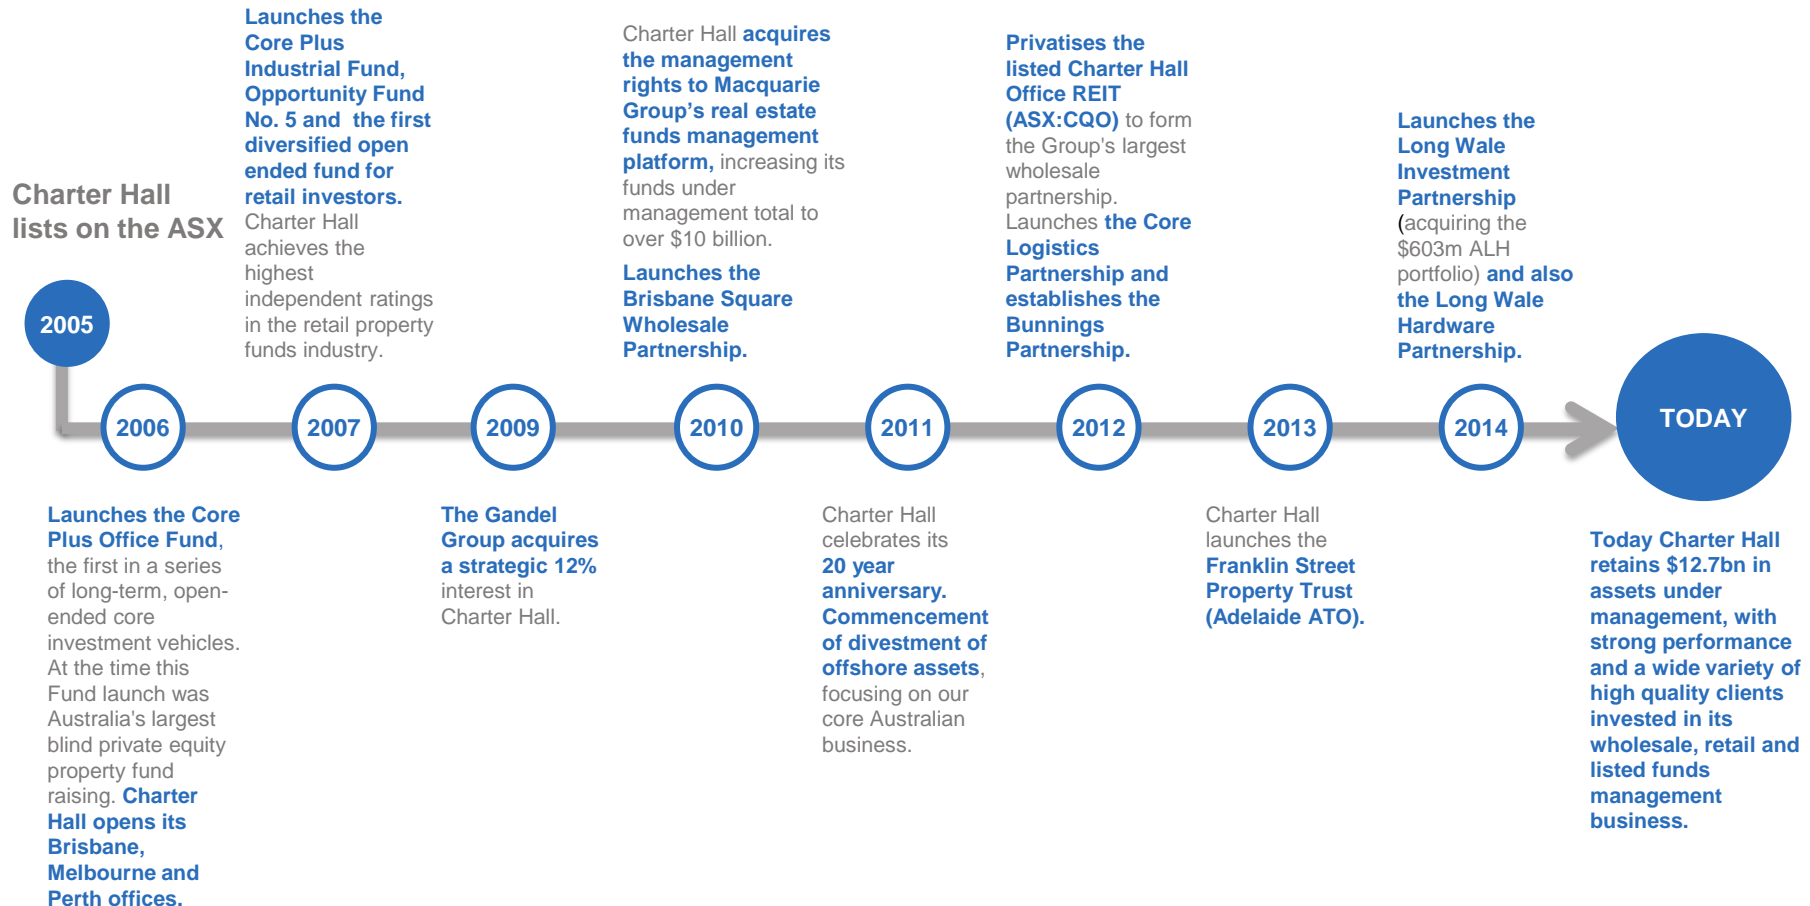 Charter Hall
lists on the ASX
2005
2006
Launches the Core
Plus Office Fund,
the first in a series
of long-term, open-
ended core
investment vehicles.
At the time this
Fund launch was
Australia's largest
blind private equity
property fund
raising. Charter
Hall opens its
Brisbane,
Melbourne and
Perth offices.
Launches the
Core Plus
Industrial Fund,
Opportunity Fund
No. 5 and the first
diversified open
ended fund for
retail investors.
Charter Hall
achieves the
highest
independent ratings
in the retail property
funds industry.
2007
2009
The Gandel
Group acquires
a strategic 12%
interest in
Charter Hall.
Charter Hall acquires
the management
rights to Macquarie
Group's real estate
funds management
platform, increasing its
funds under
management total to
over $10 billion.
Launches the
Brisbane Square
Wholesale
Partnership.
2010
2011
Charter Hall
celebrates its
20 year
anniversary.
Commencement
of divestment of
offshore assets,
focusing on our
core Australian
business.
Privatises the
listed Charter Hall
Office REIT
(ASX:CQO) to form
the Group's largest
wholesale
partnership.
Launches the Core
Logistics
Partnership and
establishes the
Bunnings
Partnership.
2012
2013
Charter Hall
launches the
Franklin Street
Property Trust
(Adelaide ATO).
Launches the
Long Wale
Investment
Partnership
(acquiring the
$603m ALH
portfolio) and also
the Long Wale
Hardware
Partnership.
2014
TODAY
Today Charter Hall
retains $12.7bn in
assets under
management, with
strong performance
and a wide variety of
high quality clients
invested in its
wholesale, retail and
listed funds
management
business.